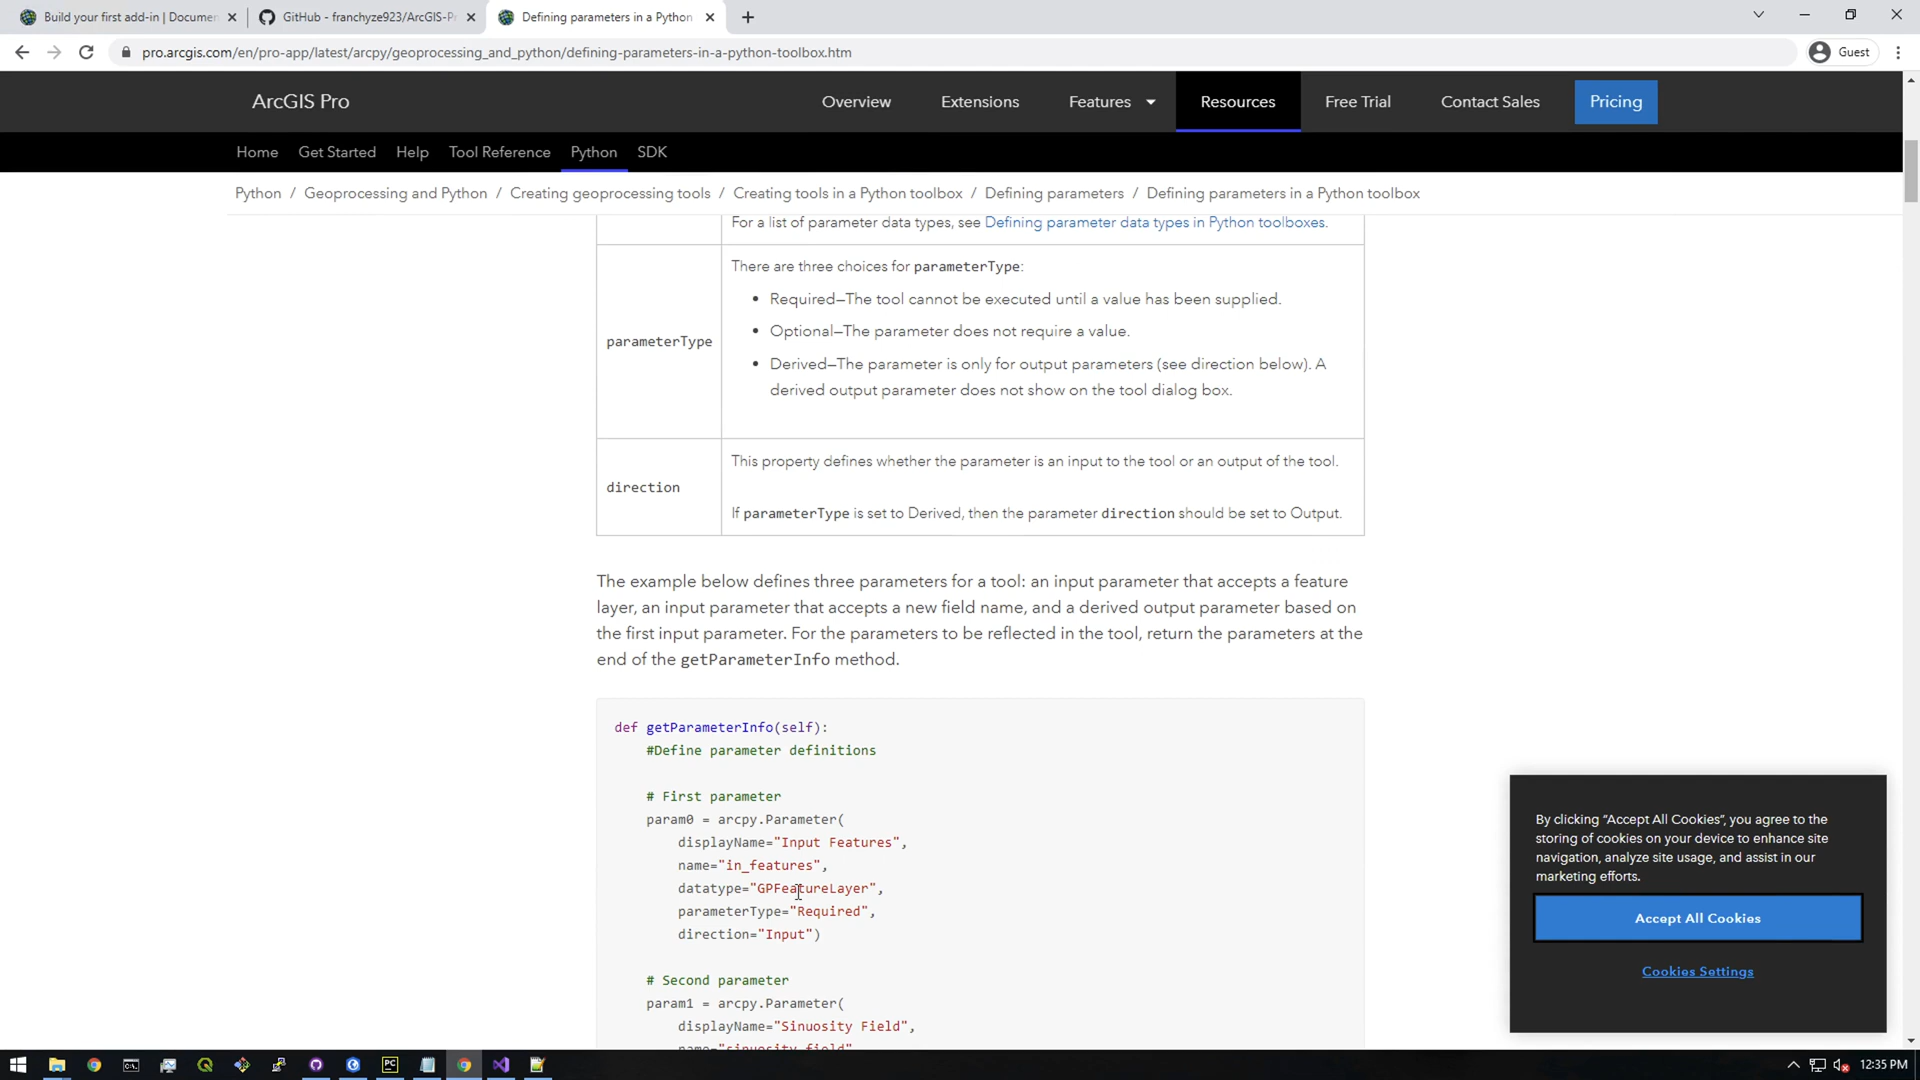 Build your first add-in | Documen
GitHub - franchyze923/ArcGIS-Pr
Defining parameters in a Python
pro.arcgis.com/en/pro-app/latest/arcpy/geoprocessing_and_python/defining-parameters-in-a-python-toolbox.htm
Guest
ArcGIS Pro
Overview
Extensions
Features
Resources
Free Trial
Contact Sales
Pricing
Home
Get Started
Help
Tool Reference
Python
SDK
Python / Geoprocessing and Python / Creating geoprocessing tools / Creating tools in a Python toolbox / Defining parameters / Defining parameters in a Python toolbox
For a list of parameter data types, see Defining parameter data types in Python toolboxes.
parameterType
There are three choices for parameterType:
• Required—The tool cannot be executed until a value has been supplied.
• Optional—The parameter does not require a value.
• Derived—The parameter is only for output parameters (see direction below). A
derived output parameter does not show on the tool dialog box.
direction
This property defines whether the parameter is an input to the tool or an output of the tool.
If parameterType is set to Derived, then the parameter direction should be set to Output.
The example below defines three parameters for a tool: an input parameter that accepts a feature
layer, an input parameter that accepts a new field name, and a derived output parameter based on
the first input parameter. For the parameters to be reflected in the tool, return the parameters at the
end of the getParameterInfo method.
def getParameterInfo(self):
#Define parameter definitions
# First parameter
param0 = arcpy.Parameter(
displayName="Input Features",
name="in_features",
datatype="GPFeatureLayer",
parameterType="Required",
direction="Input")
# Second parameter
param1 = arcpy.Parameter(
displayName="Sinuosity Field",
name="sinuosity_field",
By clicking “Accept All Cookies”, you agree to the
storing of cookies on your device to enhance site
navigation, analyze site usage, and assist in our
marketing efforts.
Accept All Cookies
Cookies Settings
12:35 PM